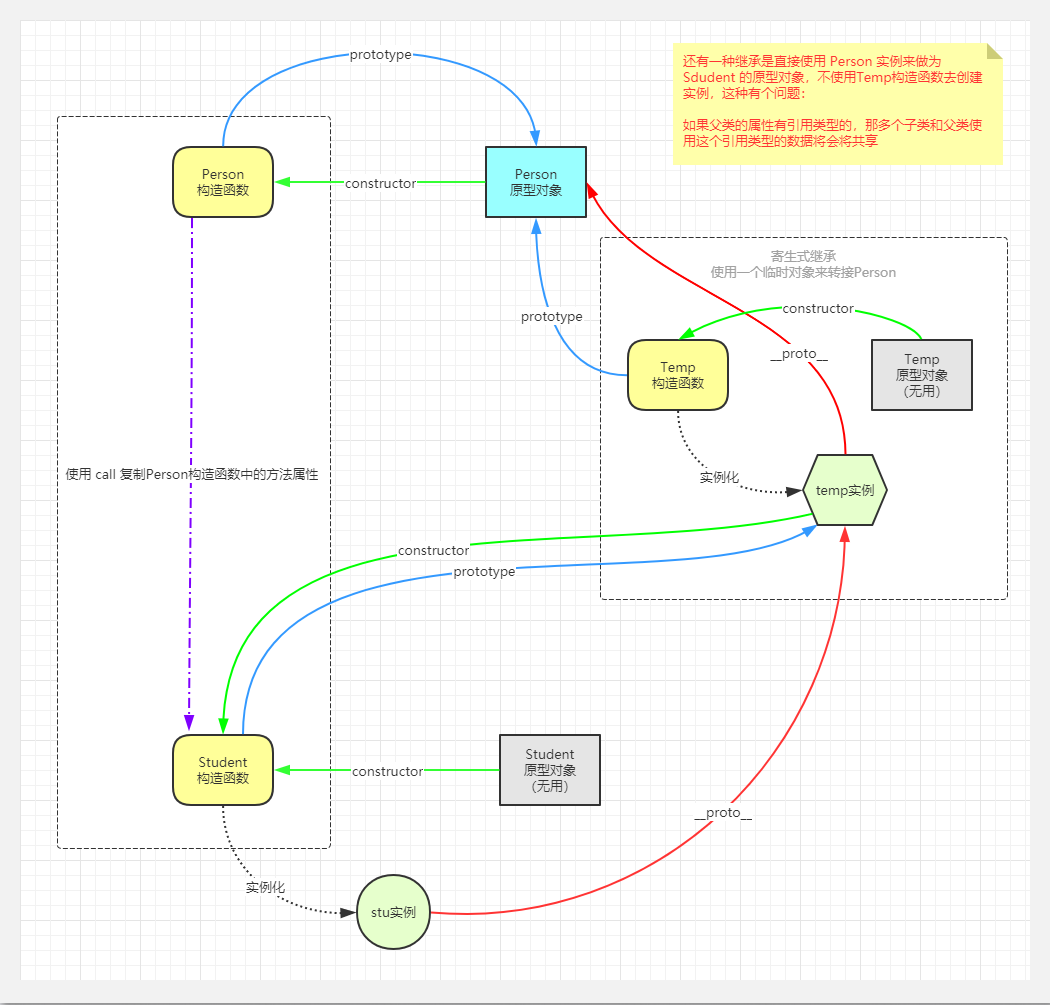 prototype
还有一种继承是直接使用 Person 实例来做为
Sdudent 的原型对象，不使用Temp构造函数去创建
实例，这种有个问题：
如果父类的属性有引用类型的，那多个子类和父类使
用这个引用类型的数据将会将共享
Person
构造函数
constructor
Person
原型对象
寄生式继承
使用一个临时对象来转接Person
constructor
prototype
__proto__
Temp
构造函数
Temp
原型对象
（无用）
使用 call 复制Person构造函数中的方法属性
实例化
temp实例
constructor
prototype
Student
构造函数
constructor
Student
原型对象
（无用）
__proto__
实例化
stu实例